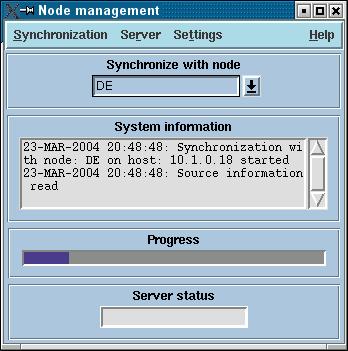 Node management
Synchronization Server Settings Help
Synchronize with node
DE
System information
23-MAR-2004 20:48:48: Synchronization wi
th node: DE on host: 10.1.0.18 started
23-MAR-2004 20:48:48: Source information
read
Progress
Server status